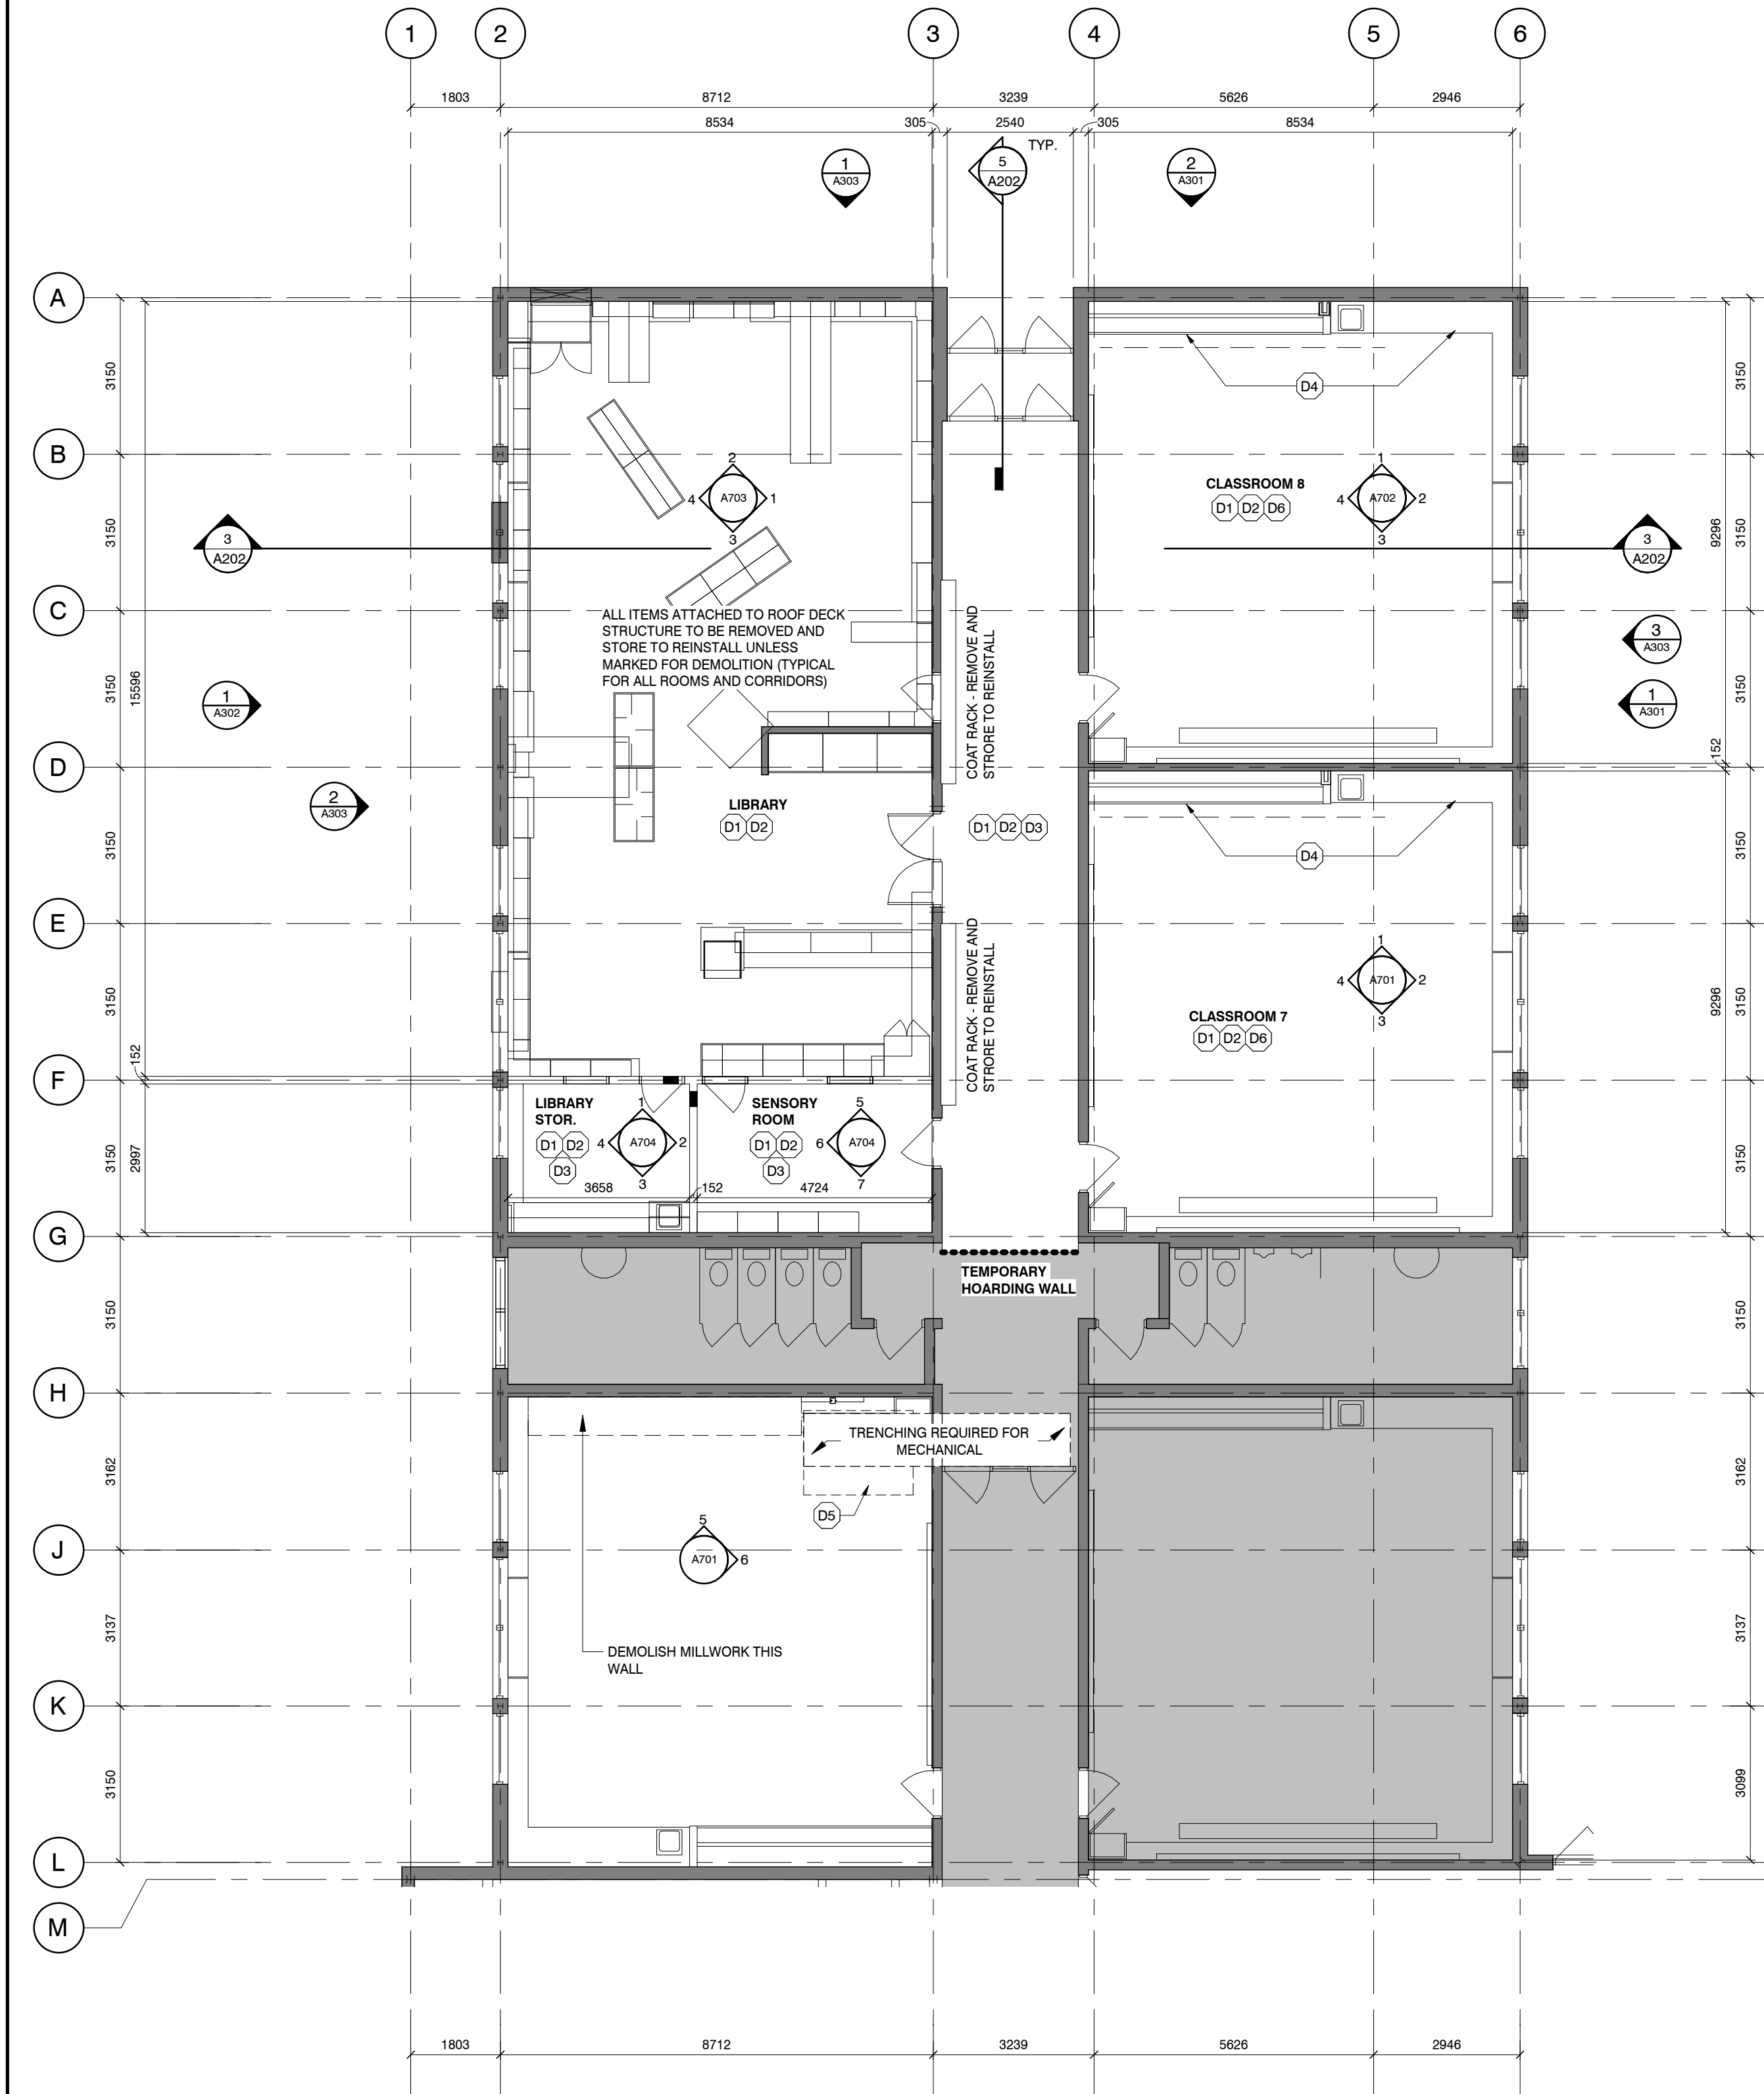 1 2 3 4 5 6
1803 8712 3239 5626 2946
8534 305 2540 305 8534
TYP.
1
A303
5
A202
2
A301
A
3150
3150
D4
B
CLASSROOM 8
D1 D2 D6
2
4 A703 1
3
1
4 A702 2
3
3150
3150
9296
3
A202
3
A202
C
ALL ITEMS ATTACHED TO ROOF DECK
STRUCTURE TO BE REMOVED AND
STORE TO REINSTALL UNLESS
MARKED FOR DEMOLITION (TYPICAL
FOR ALL ROOMS AND CORRIDORS)
COAT RACK - REMOVE AND
STRORE TO REINSTALL
3
A303
1
A302
1
A301
3150
15596
3150
152
D
2
A303
LIBRARY
D1 D2
D1 D2 D3
D4
3150
3150
E
COAT RACK - REMOVE AND
STRORE TO REINSTALL
1
4 A701 2
3
CLASSROOM 7
D1 D2 D6
3150
9296
3150
152
F
LIBRARY
STOR.
D1 D2
D3
1
4 A704 2
3
SENSORY
ROOM
D1 D2
D3
5
6 A704
7
3150
2997
3150
3658 152 4724
G
TEMPORARY
HOARDING WALL
3150
3150
H
TRENCHING REQUIRED FOR
MECHANICAL
3162
3162
D5
J
5
A701 6
3137
3137
DEMOLISH MILLWORK THIS
WALL
K
3150
3099
L
M
1803 8712 3239 5626 2946